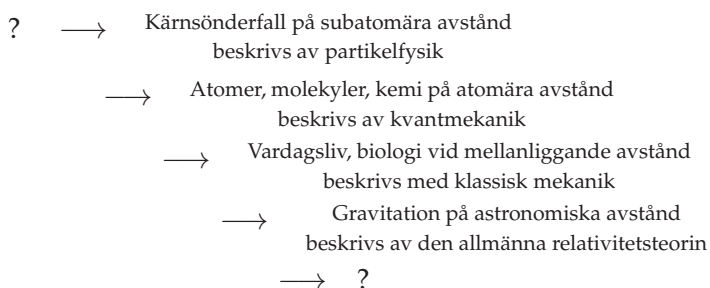 ? ⟶ Kärnsönderfall på subatomära avstånd
beskrivs av partikelfysik
⟶ Atomer, molekyler, kemi på atomära avstånd
beskrivs av kvantmekanik
⟶ Vardagsliv, biologi vid mellanliggande avstånd
beskrivs med klassisk mekanik
⟶ Gravitation på astronomiska avstånd
beskrivs av den allmänna relativitetsteorin
⟶ ?